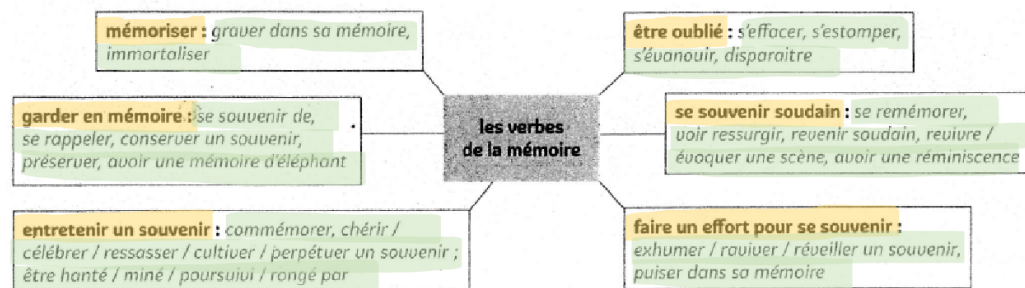 mémoriser : graver dans sa mémoire,
immortaliser
être oublié : s'effacer, s'estomper,
s'évanouir, disparaitre
garder en mémoire : se souvenir de,
se rappeler, conserver un souvenir,
préserver, avoir une mémoire d'éléphant
les verbes
de la mémoire
se souvenir soudain : se remémorer,
voir ressurgir, revenir soudain, revivre /
évoquer une scène, avoir une réminiscence
entretenir un souvenir : commémorer, chérir /
célébrer / ressasser / cultiver / perpétuer un souvenir ;
être hanté / miné / poursuivi / rongé par
faire un effort pour se souvenir :
exhumer / raviver / réveiller un souvenir,
puiser dans sa mémoire